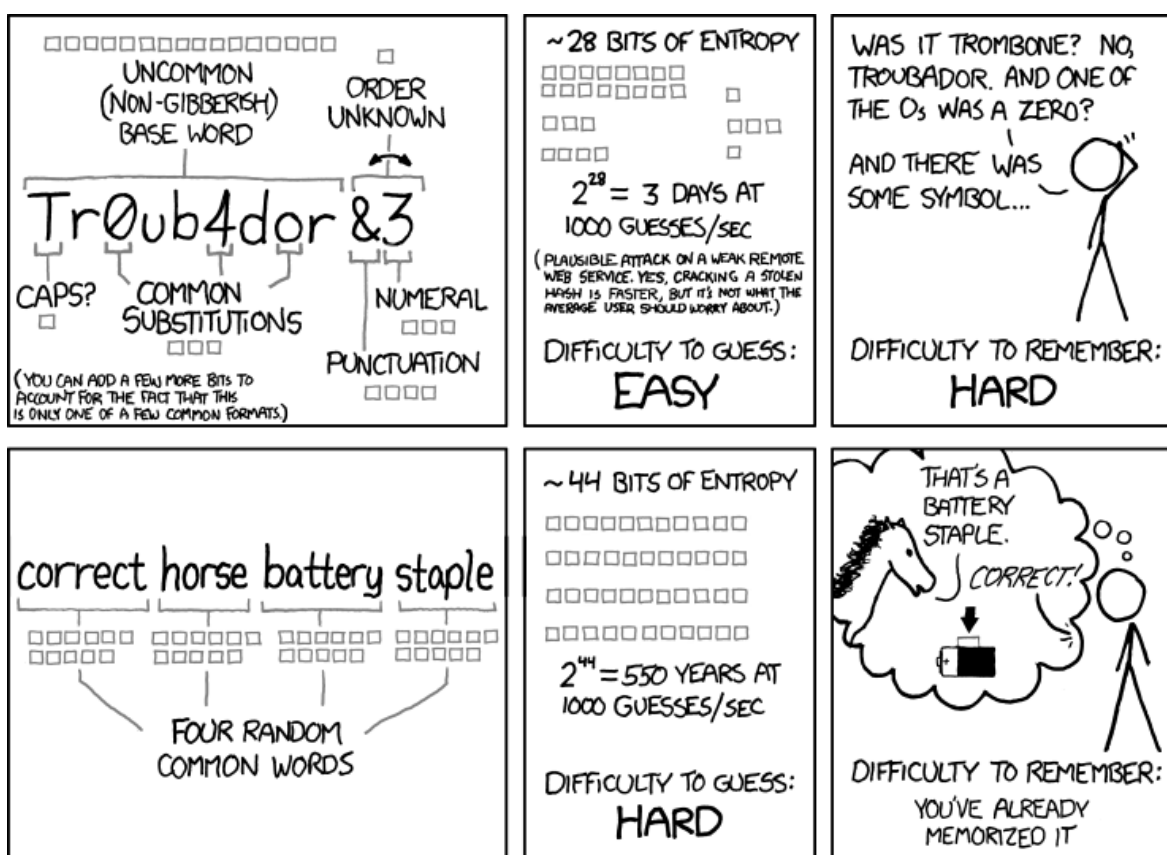 UNCOMMON
(NON-GIBBERISH)
BASE WORD
ORDER
UNKNOWN
Tr0ub4dor &3
CAPS?
COMMON
SUBSTITUTIONS
NUMERAL
PUNCTUATION
(YOU CAN ADD A FEW MORE BITS TO
ACCOUNT FOR THE FACT THAT THIS
IS ONLY ONE OF A FEW COMMON FORMATS.)
~28 BITS OF ENTROPY
2^28 = 3 DAYS AT
1000 GUESSES/SEC
(PLAUSIBLE ATTACK ON A WEAK REMOTE
WEB SERVICE. YES, CRACKING A STOLEN
HASH IS FASTER, BUT IT'S NOT WHAT THE
AVERAGE USER SHOULD WORRY ABOUT.)
DIFFICULTY TO GUESS:
EASY
WAS IT TROMBONE? NO,
TROUBADOR. AND ONE OF
THE Os WAS A ZERO?
AND THERE WAS
SOME SYMBOL...
DIFFICULTY TO REMEMBER:
HARD
correct horse battery staple
FOUR RANDOM
COMMON WORDS
~44 BITS OF ENTROPY
2^44 = 550 YEARS AT
1000 GUESSES/SEC
DIFFICULTY TO GUESS:
HARD
THAT'S A
BATTERY
STAPLE.
CORRECT!
+
DIFFICULTY TO REMEMBER:
YOU'VE ALREADY
MEMORIZED IT